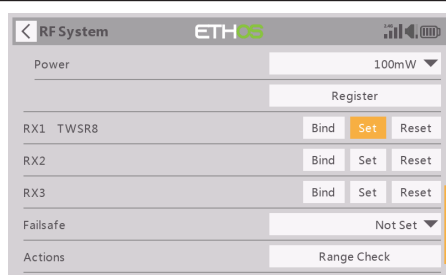 RF System ETHOS
Power 100mW
Register
RX1 TWSR8 Bind Set Reset
RX2 Bind Set Reset
RX3 Bind Set Reset
Failsafe Not Set
Actions Range Check